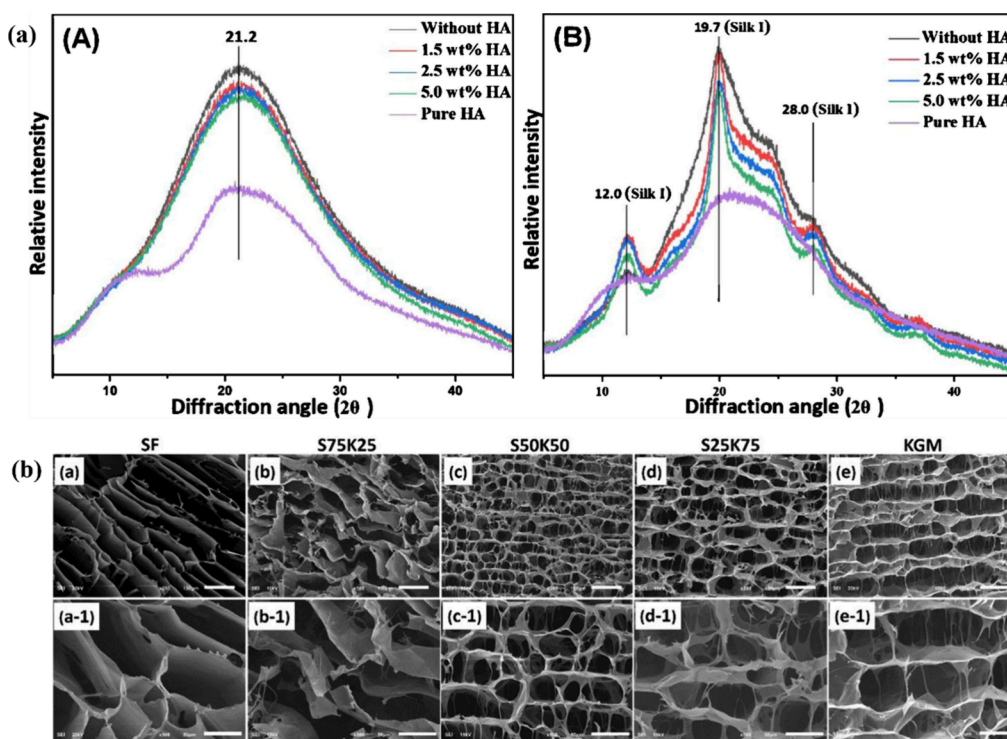 (a)
(A)
21.2
Without HA
1.5 wt% HA
2.5 wt% HA
5.0 wt% HA
Pure HA
Relative intensity
10 20 30 40
Diffraction angle (2θ )
(B)
19.7 (Silk I)
Without HA
1.5 wt% HA
2.5 wt% HA
5.0 wt% HA
Pure HA
28.0 (Silk I)
12.0 (Silk I)
Relative intensity
10 20 30 40
Diffraction angle (2θ )
(b)
SF S75K25 S50K50 S25K75 KGM
(a) (b) (c) (d) (e)
(a-1) (b-1) (c-1) (d-1) (e-1)